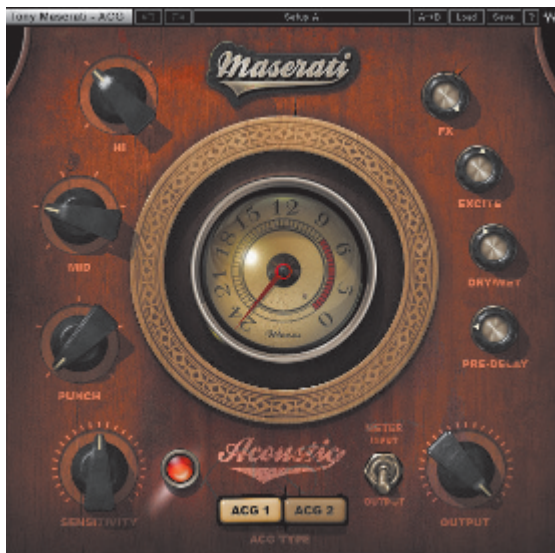 Tony Maserati - ACG
Setup A
A->B
Load
Save
?
Maserati
HI
FX
EXCITE
MID
DRY/WET
24 21 18 15 12 9 6 3 0
Waves
PUNCH
PRE-DELAY
METER
INPUT
Acoustic
OUTPUT
SENSITIVITY
ACG 1
ACG 2
OUTPUT
ACG TYPE